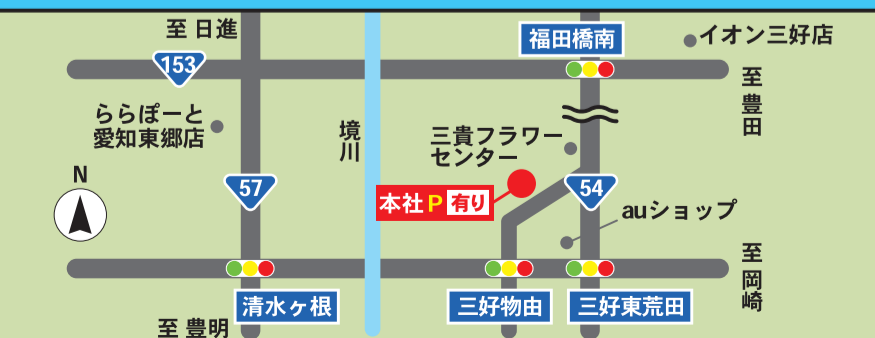 至 日進
福田橋南
イオン三好店
153
至 豊田
ららぽーと
愛知東郷店
境川
三貴フラワー
センター
N
57
本社 P 有り
54
auショップ
至 岡崎
清水ヶ根
三好物由
三好東荒田
至 豊明